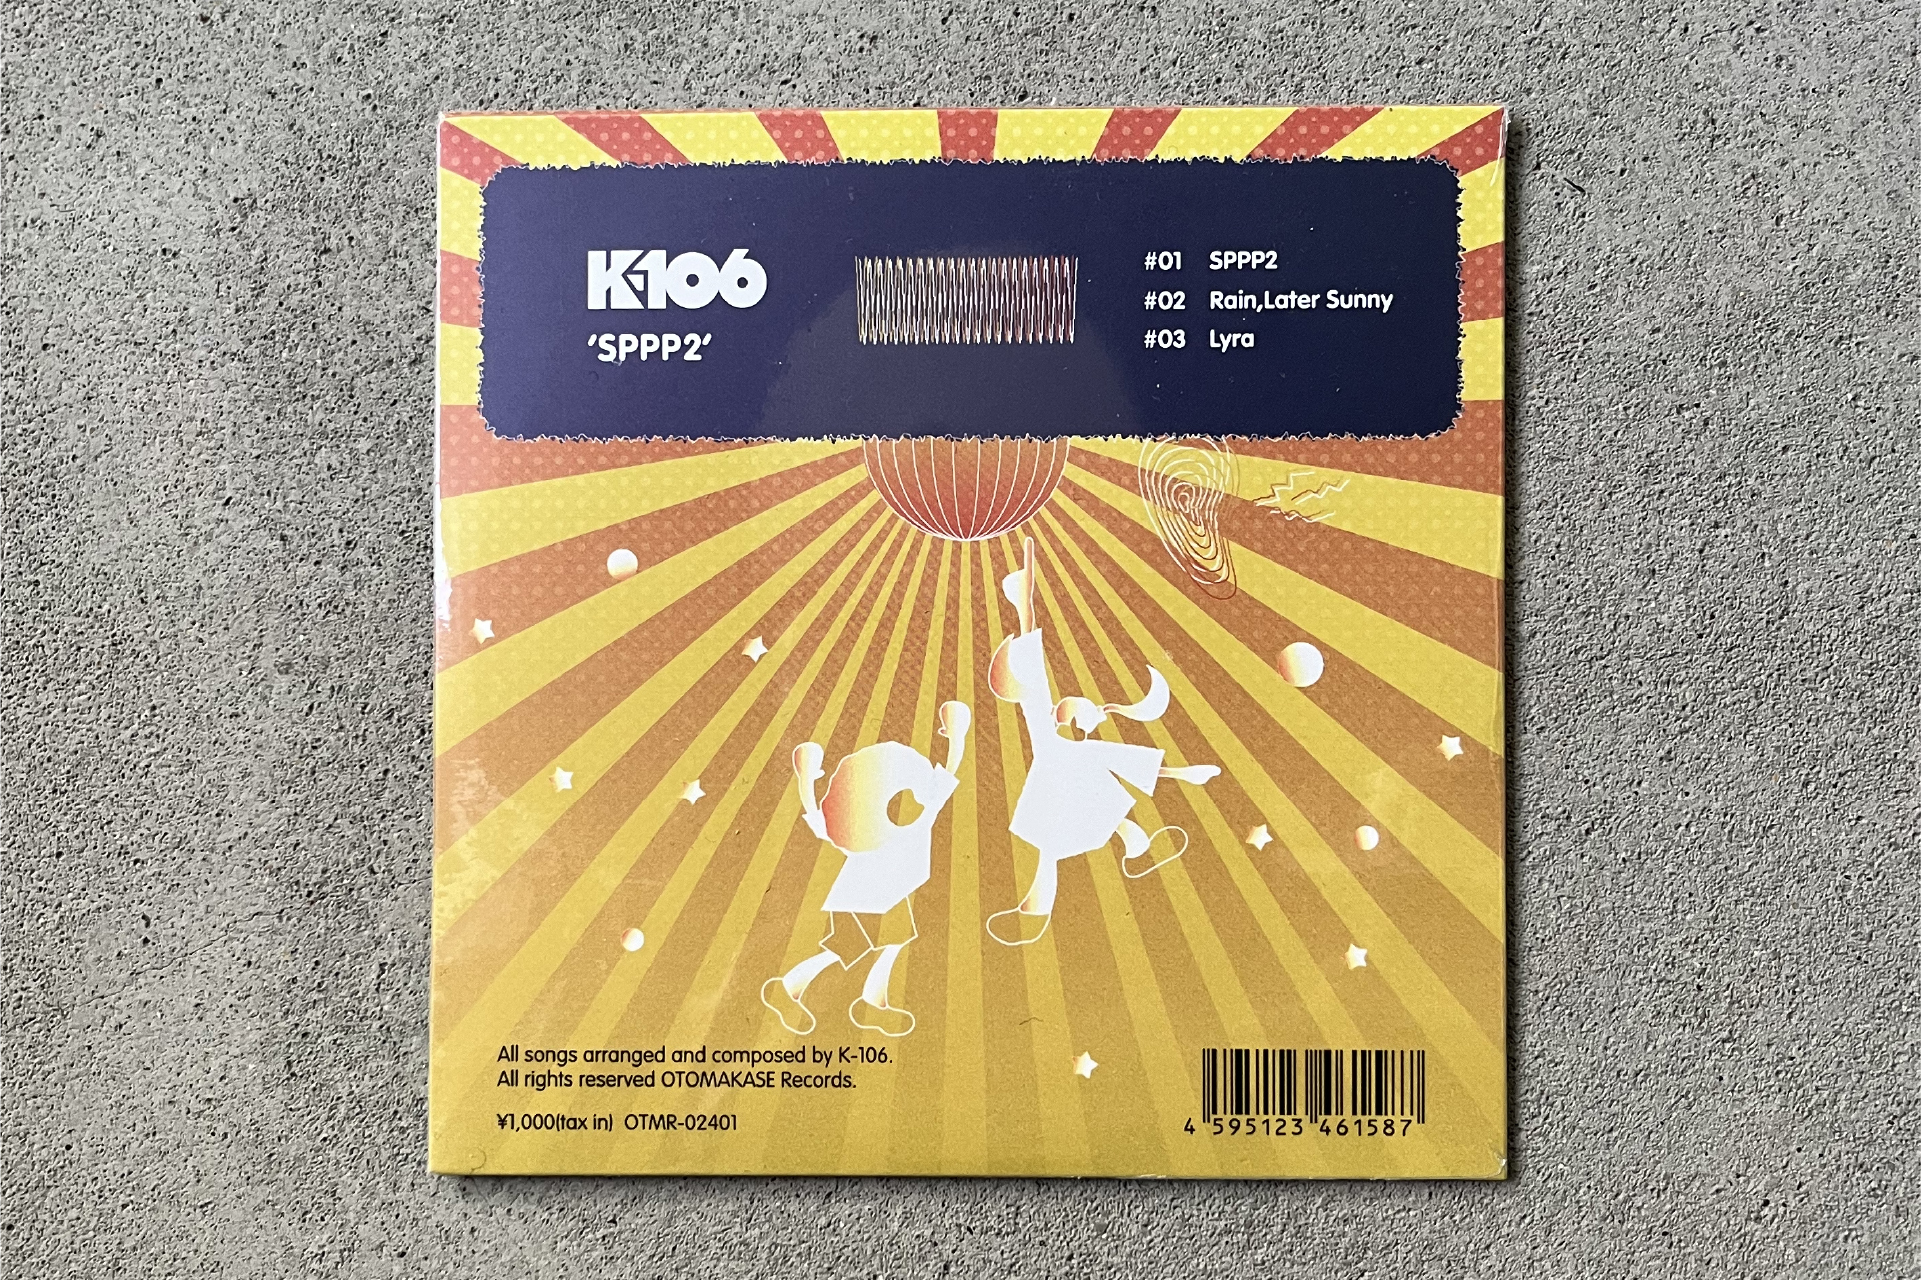 K-106
'SPPP2'
#01 SPPP2
#02 Rain,Later Sunny
#03 Lyra
All songs arranged and composed by K-106.
All rights reserved OTOMAKASE Records.
¥1,000(tax in) OTMR-02401
4 595123 461587